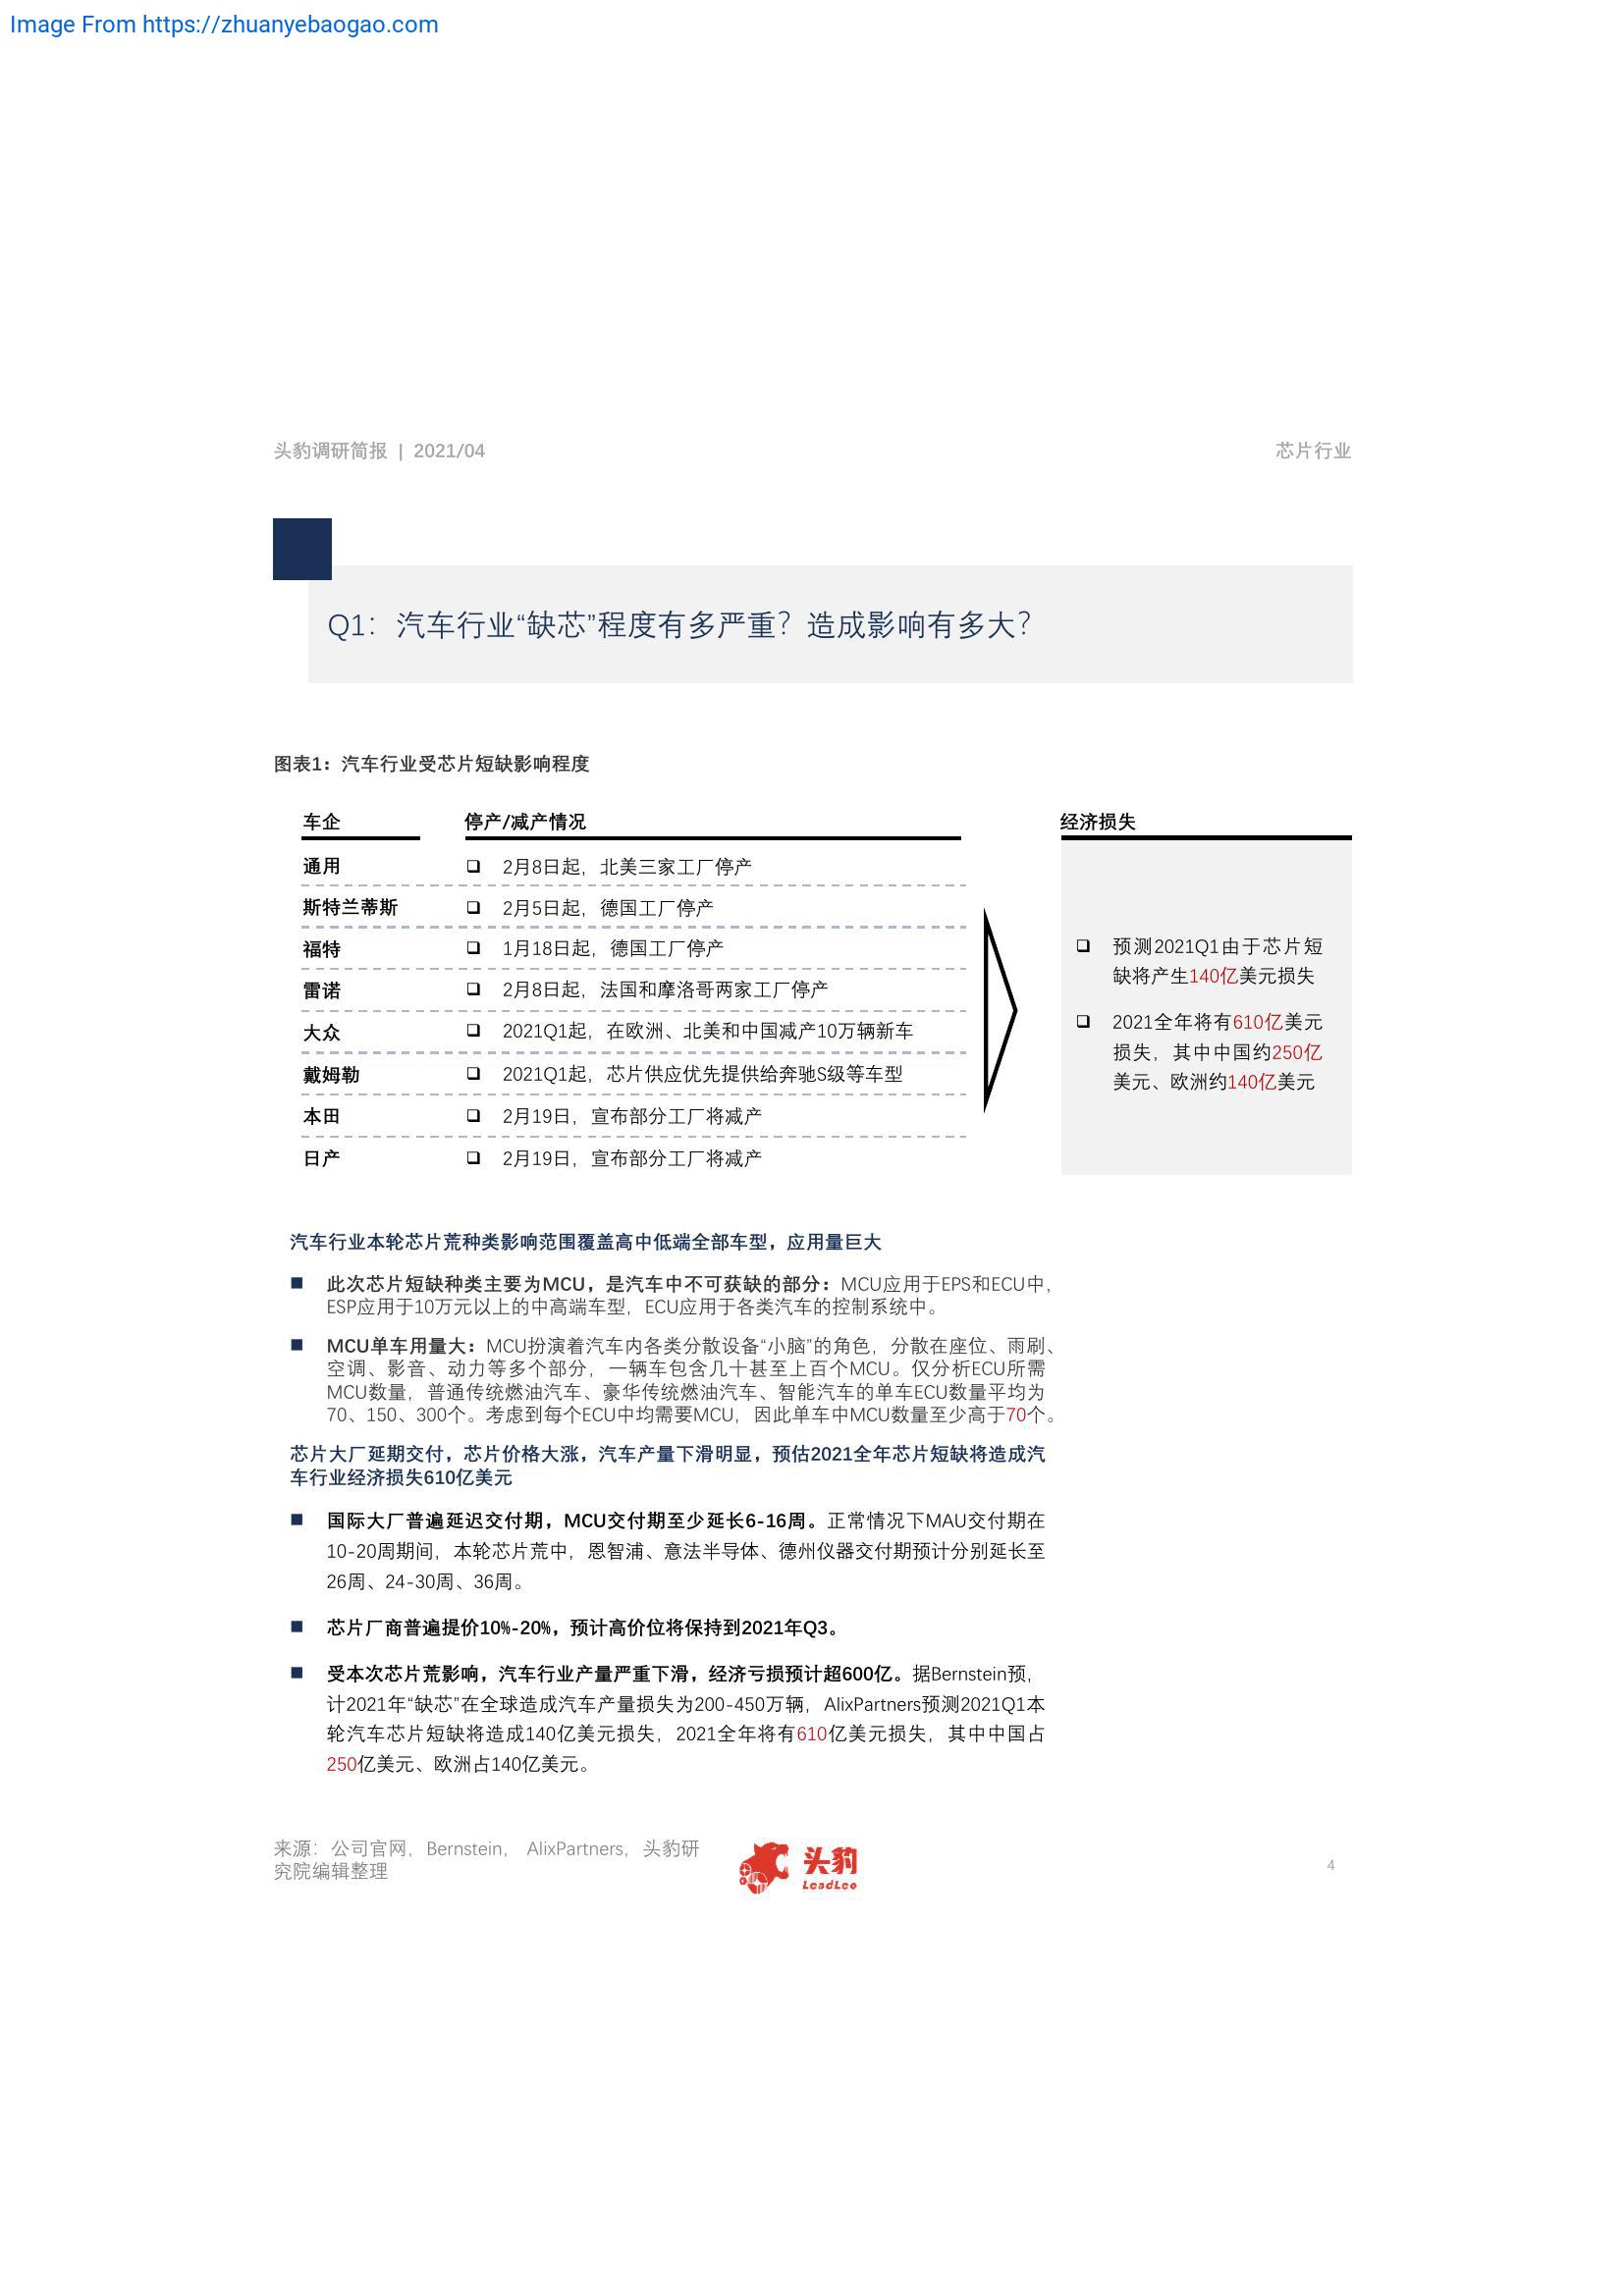 Image From https://zhuanyebaogao.com
头豹调研简报 | 2021/04
芯片行业
Q1：汽车行业“缺芯”程度有多严重？造成影响有多大？
图表1：汽车行业受芯片短缺影响程度
车企 停产/减产情况
通用 ❑ 2月8日起，北美三家工厂停产
斯特兰蒂斯 ❑ 2月5日起，德国工厂停产
福特 ❑ 1月18日起，德国工厂停产
雷诺 ❑ 2月8日起，法国和摩洛哥两家工厂停产
大众 ❑ 2021Q1起，在欧洲、北美和中国减产10万辆新车
戴姆勒 ❑ 2021Q1起，芯片供应优先提供给奔驰S级等车型
本田 ❑ 2月19日，宣布部分工厂将减产
日产 ❑ 2月19日，宣布部分工厂将减产
经济损失
❑ 预测2021Q1由于芯片短
缺将产生140亿美元损失
❑ 2021全年将有610亿美元
损失，其中中国约250亿
美元、欧洲约140亿美元
汽车行业本轮芯片荒种类影响范围覆盖高中低端全部车型，应用量巨大
■ 此次芯片短缺种类主要为MCU，是汽车中不可获缺的部分：MCU应用于EPS和ECU中，
ESP应用于10万元以上的中高端车型，ECU应用于各类汽车的控制系统中。
■ MCU单车用量大：MCU扮演着汽车内各类分散设备“小脑”的角色，分散在座位、雨刷、
空调、影音、动力等多个部分，一辆车包含几十甚至上百个MCU。仅分析ECU所需
MCU数量，普通传统燃油汽车、豪华传统燃油汽车、智能汽车的单车ECU数量平均为
70、150、300个。考虑到每个ECU中均需要MCU，因此单车中MCU数量至少高于70个。
芯片大厂延期交付，芯片价格大涨，汽车产量下滑明显，预估2021全年芯片短缺将造成汽
车行业经济损失610亿美元
■ 国际大厂普遍延迟交付期，MCU交付期至少延长6-16周。正常情况下MAU交付期在
10-20周期间，本轮芯片荒中，恩智浦、意法半导体、德州仪器交付期预计分别延长至
26周、24-30周、36周。
■ 芯片厂商普遍提价10%-20%，预计高价位将保持到2021年Q3。
■ 受本次芯片荒影响，汽车行业产量严重下滑，经济亏损预计超600亿。据Bernstein预，
计2021年“缺芯”在全球造成汽车产量损失为200-450万辆，AlixPartners预测2021Q1本
轮汽车芯片短缺将造成140亿美元损失，2021全年将有610亿美元损失，其中中国占
250亿美元、欧洲占140亿美元。
来源：公司官网，Bernstein， AlixPartners，头豹研
究院编辑整理
头豹
LeadLeo
4